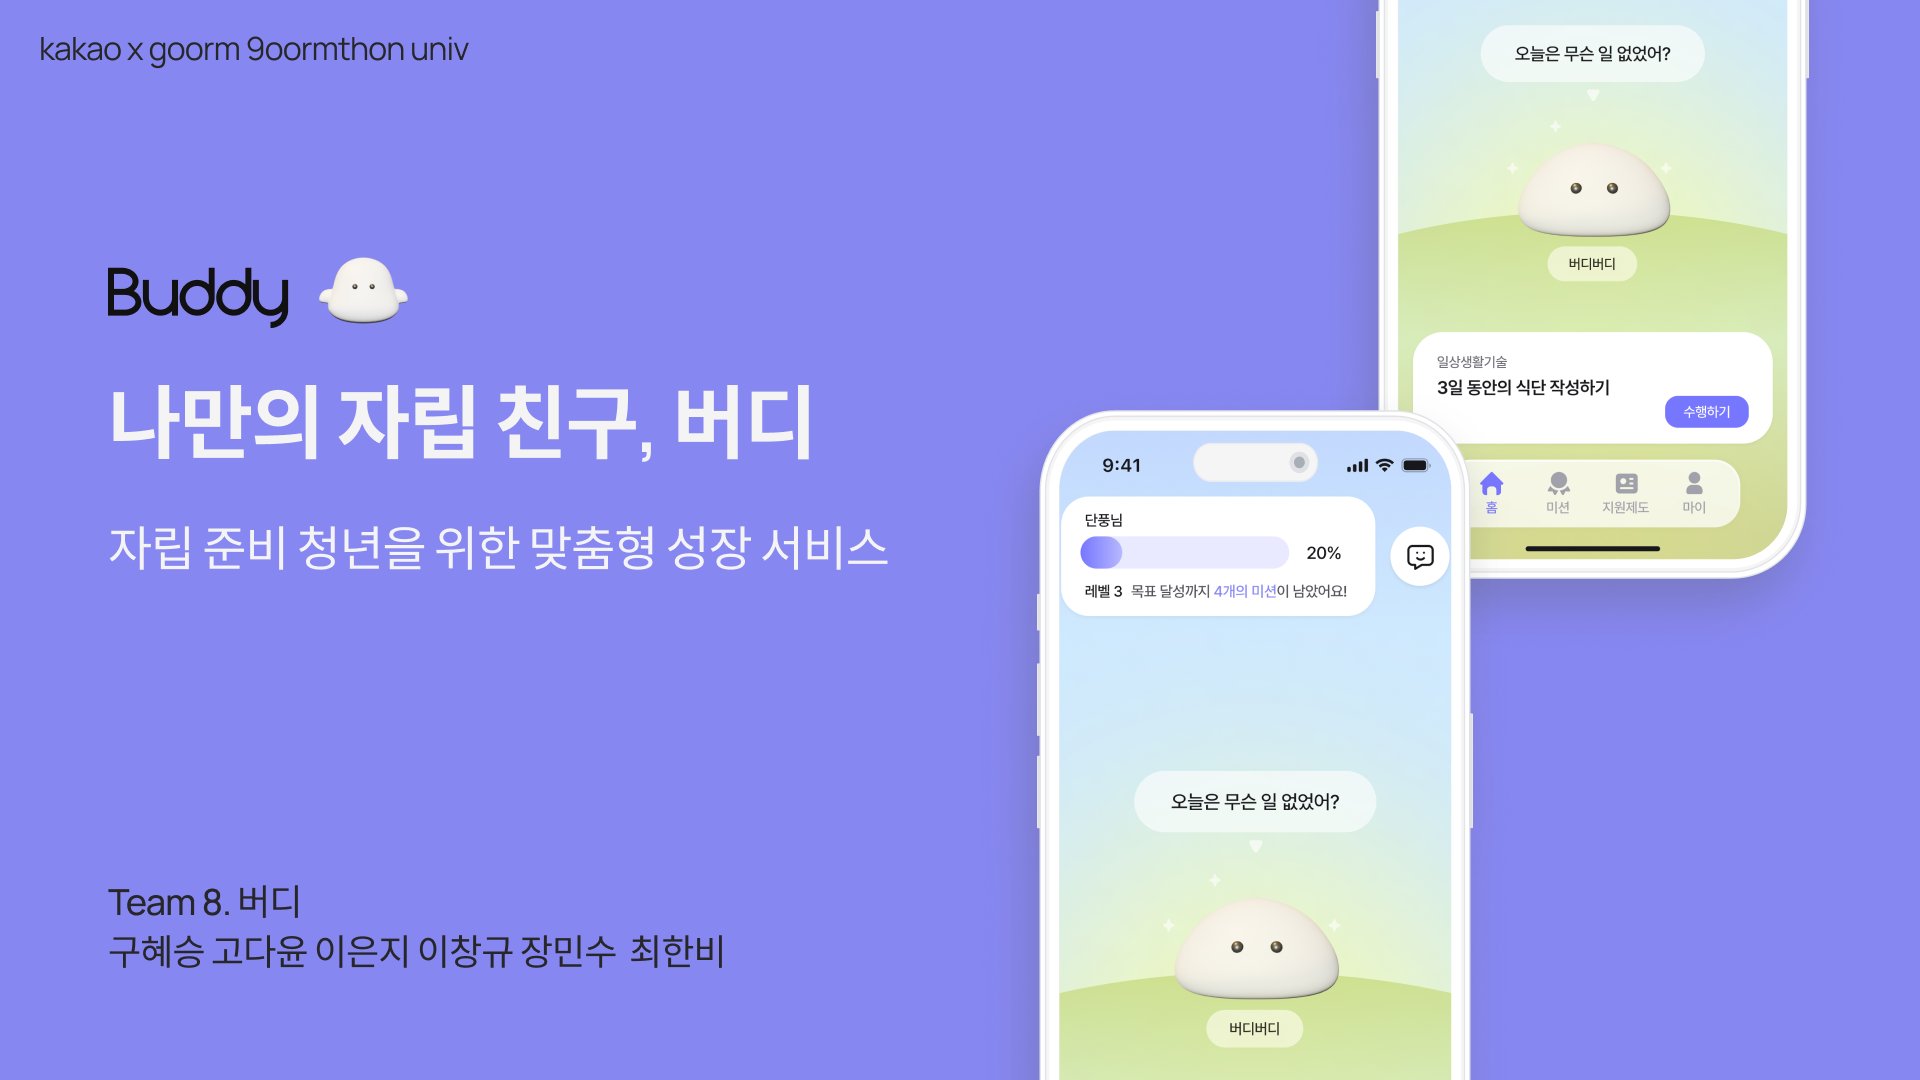 kakao x goorm 9oormthon univ
Buddy
나만의 자립 친구, 버디
자립 준비 청년을 위한 맞춤형 성장 서비스
Team 8. 버디
구혜승 고다윤 이은지 이창규 장민수 최한비
9:41
단풍님
20%
레벨 3 목표 달성까지 4개의 미션이 남았어요!
오늘은 무슨 일 없었어?
버디버디
오늘은 무슨 일 없었어?
버디버디
일상생활기술
3일 동안의 식단 작성하기
수행하기
홈 미션 지원제도 마이